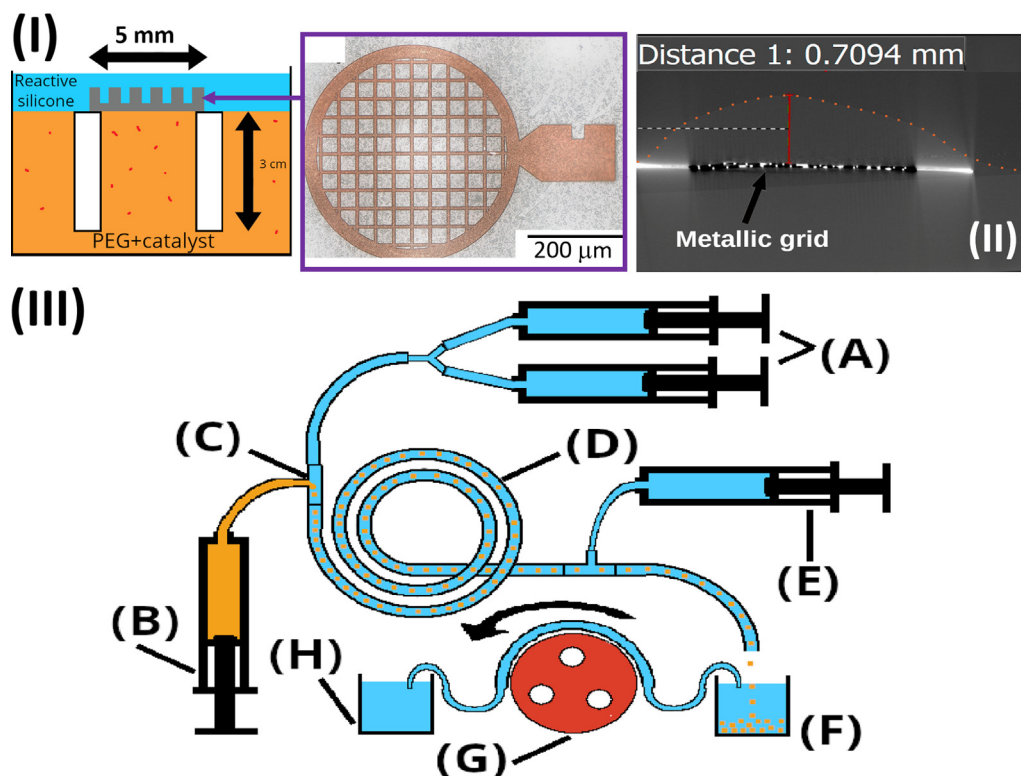 (I)
5 mm
Reactive
silicone
3 cm
PEG+catalyst
200 μm
Distance 1: 0.7094 mm
Metallic grid
(II)
(III)
(A)
(C)
(D)
(B)
(E)
(H)
(G)
(F)